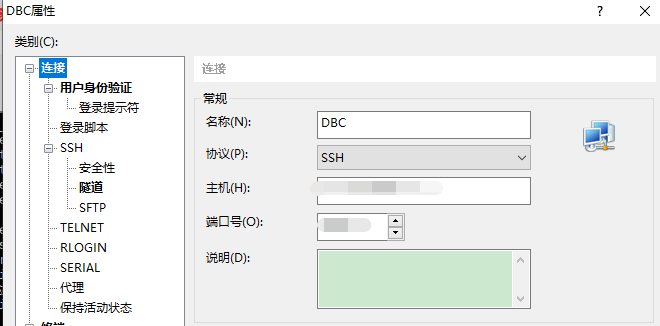 DBC属性
类别(C):
连接
用户身份验证
登录提示符
登录脚本
SSH
安全性
隧道
SFTP
TELNET
RLOGIN
SERIAL
代理
保持活动状态
终端
连接
常规
名称(N):
DBC
协议(P):
SSH
主机(H):
端口号(O):
说明(D):